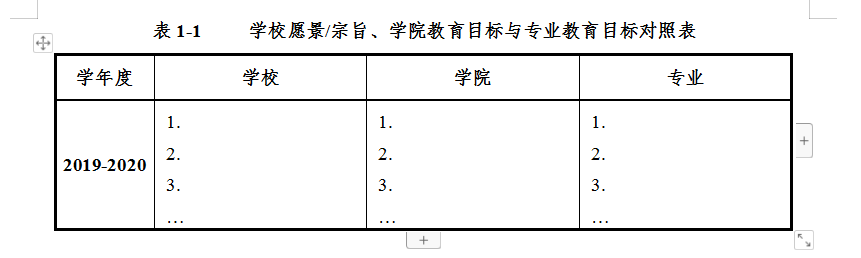 表 1-1 学校愿景/宗旨、学院教育目标与专业教育目标对照表
学年度 学校 学院 专业
2019-2020
1. 1. 1.
2. 2. 2.
3. 3. 3.
… … …